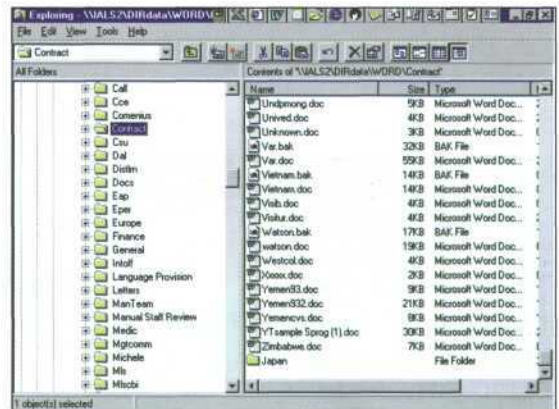 Exploring - \\IALS2\DIRdata\WORD\
File Edit View Tools Help
Contract
All Folders
Contents of "\\IALS2\DIRdata\WORD\Contract"
Call
Cce
Comenius
Contract
Csu
Dal
Distlrn
Docs
Eap
Eper
Europe
Finance
General
Intoff
Language Provision
Letters
ManTeam
Manual Staff Review
Medic
Mgtcomm
Michele
Mls
Mlscbi
Name Size Type
Undpmong.doc 5KB Microsoft Word Doc...
Unived.doc 4KB Microsoft Word Doc...
Unknown.doc 3KB Microsoft Word Doc...
Var.bak 32KB BAK File
Var.doc 55KB Microsoft Word Doc...
Vietnam.bak 14KB BAK File
Vietnam.doc 14KB Microsoft Word Doc...
Visib.doc 4KB Microsoft Word Doc...
Visitur.doc 4KB Microsoft Word Doc...
Watson.bak 17KB BAK File
watson.doc 19KB Microsoft Word Doc...
Westcol.doc 4KB Microsoft Word Doc...
Xxxxx.doc 2KB Microsoft Word Doc...
Yemen93.doc 9KB Microsoft Word Doc...
Yemen932.doc 21KB Microsoft Word Doc...
Yemencvs.doc 8KB Microsoft Word Doc...
YTsample Sprog (1).doc 30KB Microsoft Word Doc...
Zimbabwe.doc 7KB Microsoft Word Doc...
Japan File Folder
1 object(s) selected